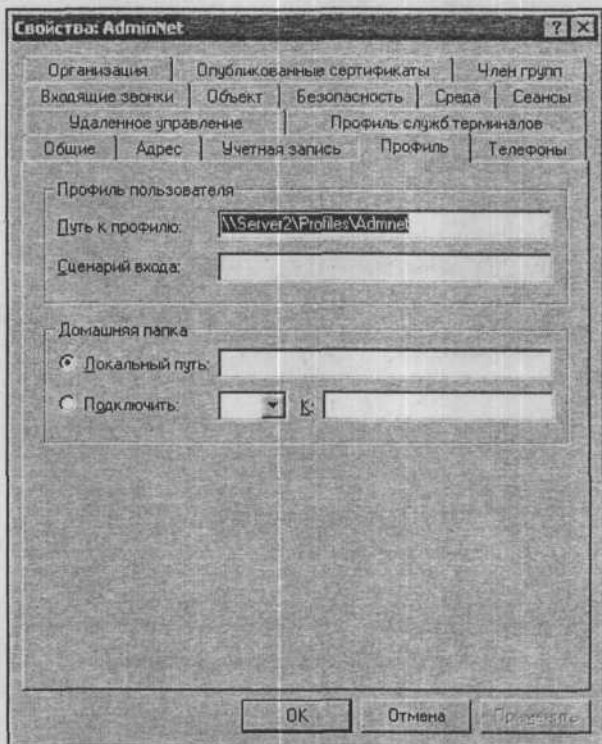 Свойства: AdminNet ? X
Организация Опубликованные сертификаты Член групп
Входящие звонки Объект Безопасность Среда Сеансы
Удаленное управление Профиль служб терминалов
Общие Адрес Учетная запись Профиль Телефоны
Профиль пользователя
Путь к профилю: \\Server2\Profiles\Admnet
Сценарий входа:
Домашняя папка
Локальный путь:
Подключить: К:
OK Отмена Применить